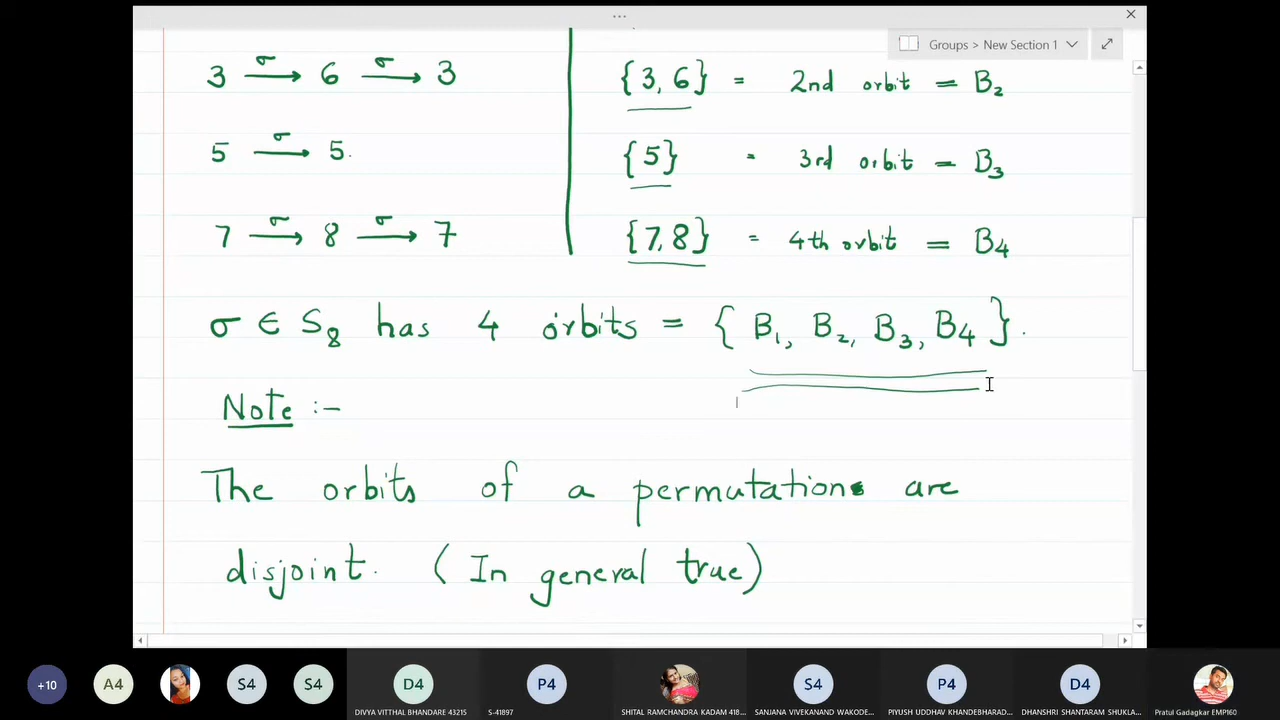 Groups > New Section 1
3 σ→ 6 σ→ 3
{3, 6} = 2nd orbit = B₂
5 σ→ 5.
{5} = 3rd orbit = B₃
7 σ→ 8 σ→ 7
{7,8} = 4th orbit = B₄
σ ∈ S₈ has 4 orbits = { B₁, B₂, B₃, B₄ }.
Note :–
The orbits of a permutation are
disjoint. ( In general true)
+10
A4
S4
S4
D4
P4
S4
P4
D4
DIVYA VITTHAL BHANDARE 43215
S-41897
SHITAL RAMCHANDRA KADAM 418...
SANJANA VIVEKANAND WAKODE...
PIYUSH UDDHAV KHANDEBHARAD...
DHANSHRI SHANTARAM SHUKLA...
Pratul Gadagkar EMP160